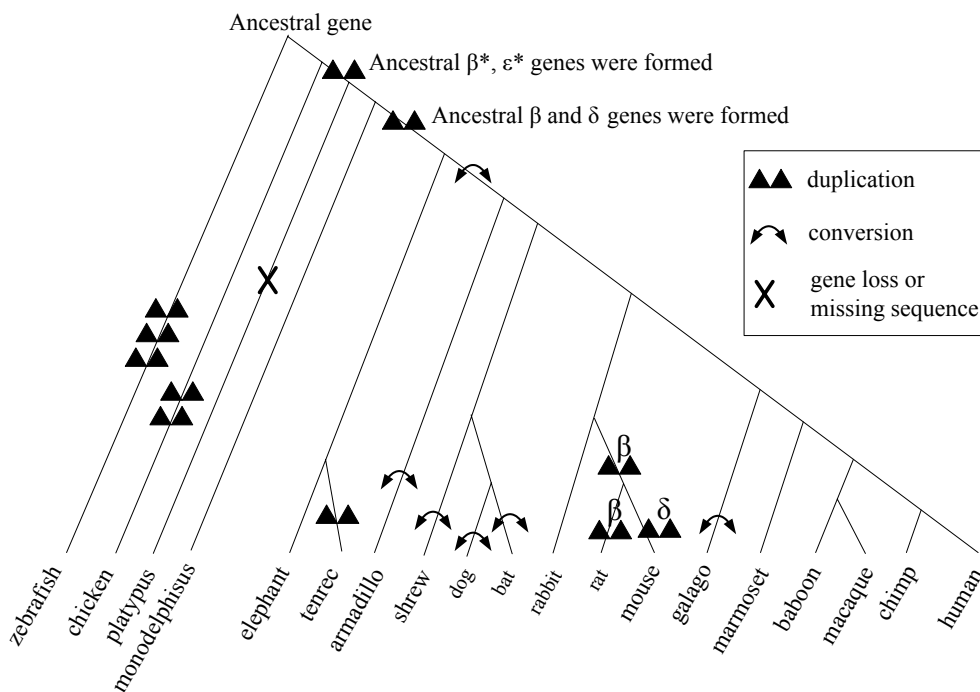 Ancestral gene
Ancestral β*, ε* genes were formed
Ancestral β and δ genes were formed
duplication
conversion
gene loss or
missing sequence
β
β
δ
zebrafish
chicken
platypus
monodelphisus
elephant
tenrec
armadillo
shrew
dog
bat
rabbit
rat
mouse
galago
marmoset
baboon
macaque
chimp
human